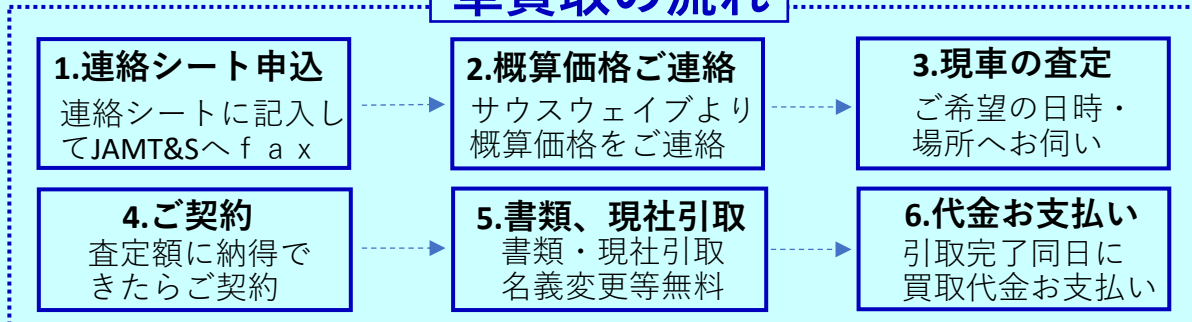 車買取の流れ
1.連絡シート申込
連絡シートに記入し
てJAMT&Sへｆａｘ
2.概算価格ご連絡
サウスウェイブより
概算価格をご連絡
3.現車の査定
ご希望の日時・
場所へお伺い
4.ご契約
査定額に納得で
きたらご契約
5.書類、現社引取
書類・現社引取
名義変更等無料
6.代金お支払い
引取完了同日に
買取代金お支払い